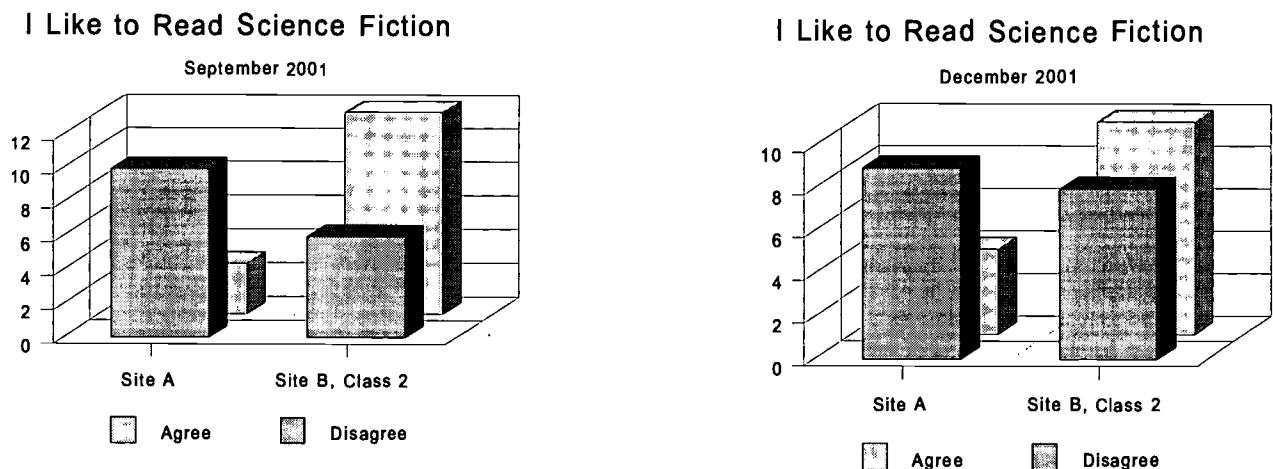 I Like to Read Science Fiction
September 2001
12
10
8
6
4
2
0
Site A
Site B, Class 2
Agree
Disagree
I Like to Read Science Fiction
December 2001
10
8
6
4
2
0
Site A
Site B, Class 2
Agree
Disagree